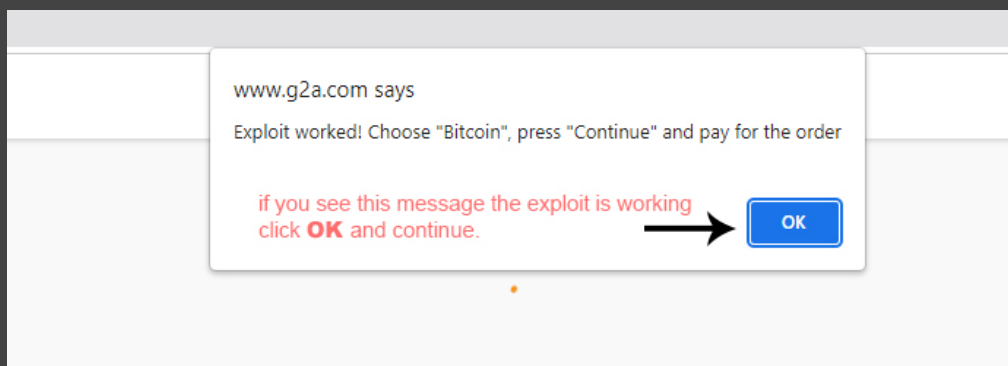 www.g2a.com says
Exploit worked! Choose "Bitcoin", press "Continue" and pay for the order
if you see this message the exploit is working
click OK and continue.
OK